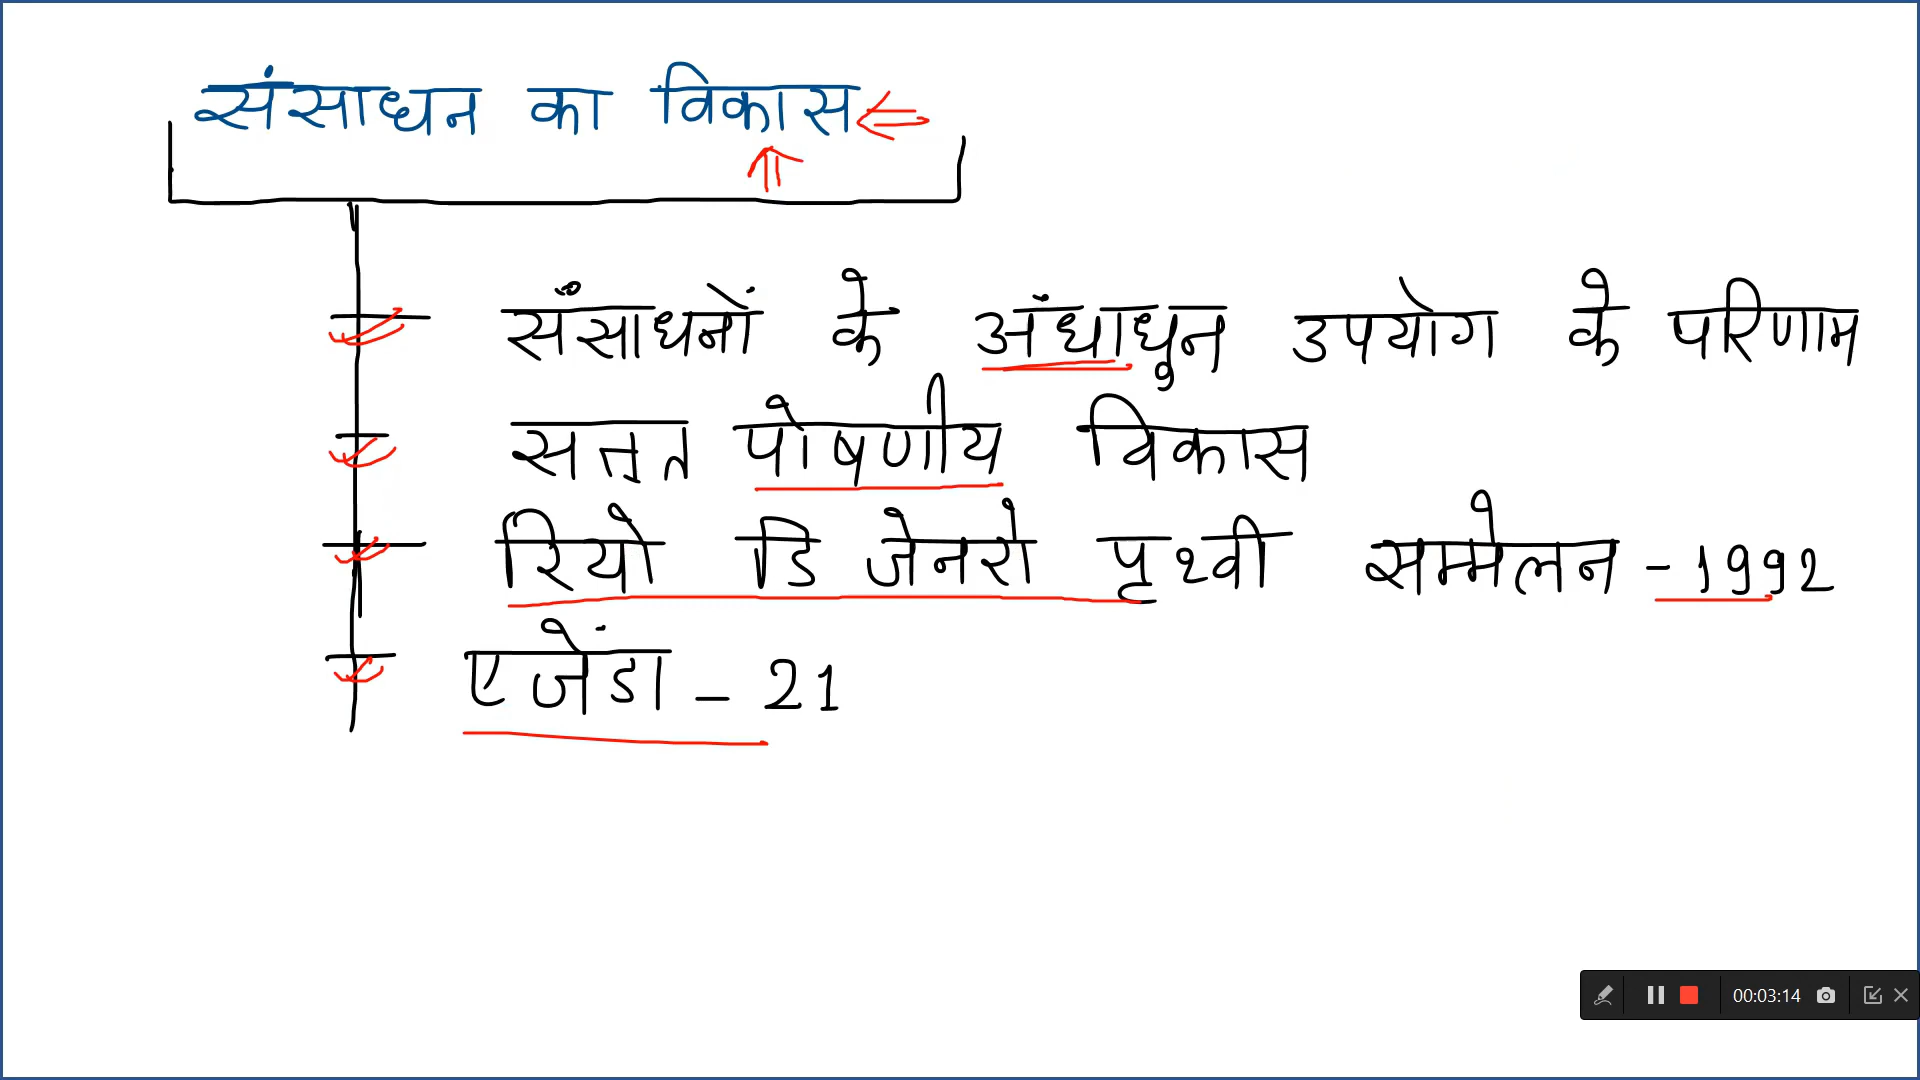 संसाधन का विकास
संसाधनों के अंधाधुन उपयोग के परिणाम
सतत पोषणीय विकास
रियो डि जेनरो पृथ्वी सम्मेलन - 1992
एजेंडा - 21
00:03:14